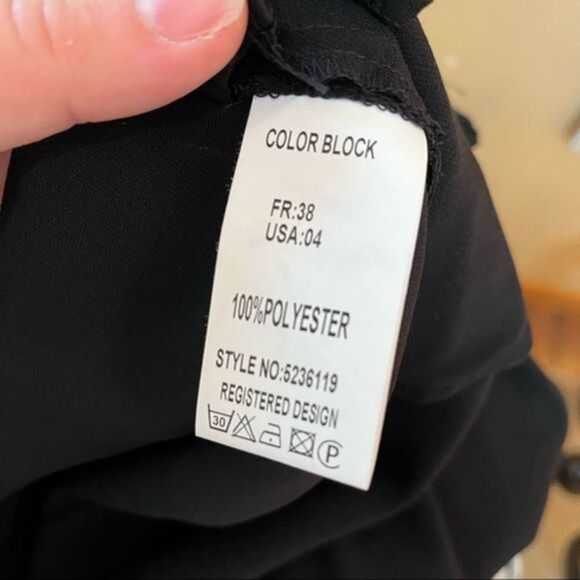 COLOR BLOCK
FR:38
USA:04
100%POLYESTER
STYLE NO:5236119
REGISTERED DESIGN
30 P